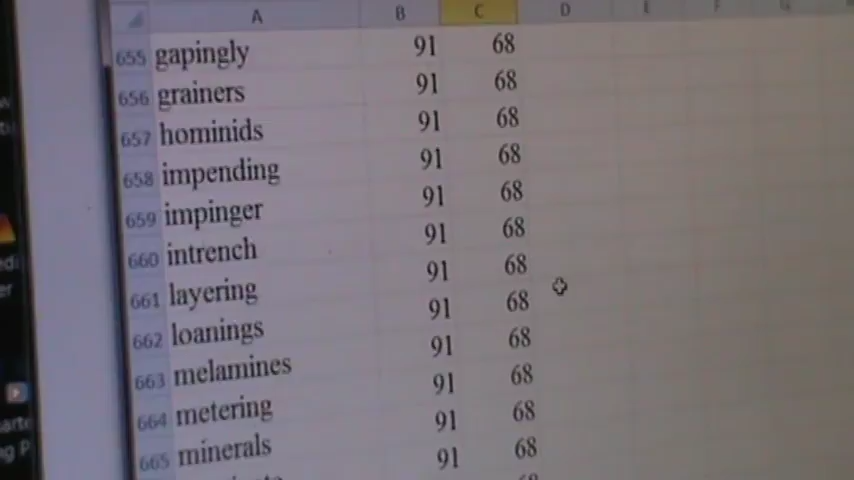 A B C D E F G
655 gapingly 91 68
656 grainers 91 68
657 hominids 91 68
658 impending 91 68
659 impinger 91 68
660 intrench 91 68
661 layering 91 68
662 loanings 91 68
663 melamines 91 68
664 metering 91 68
665 minerals 91 68